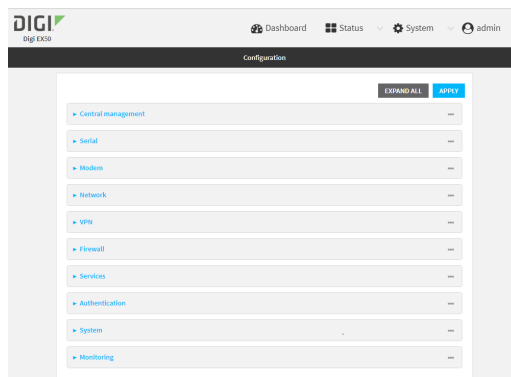 DIGI
Digi EX50
Dashboard Status System admin
Configuration
EXPAND ALL APPLY
Central management
Serial
Modem
Network
VPN
Firewall
Services
Authentication
System
Monitoring